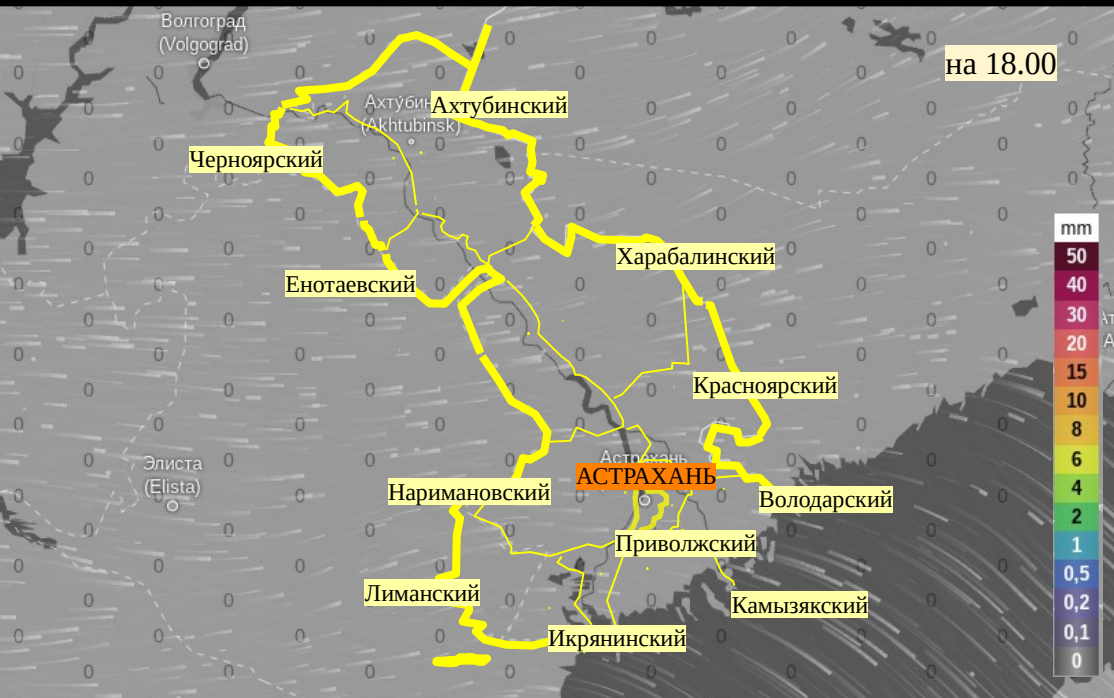 Волгоград
(Volgograd)
на 18.00
Ахтубинский
(Akhtubinsk)
Черноярский
Харабалинский
Енотаевский
Красноярский
Астрахань
АСТРАХАНЬ
Элиста
(Elista)
Наримановский
Володарский
Приволжский
Лиманский
Камызякский
Икрянинский
mm
50
40
30
20
15
10
8
6
4
2
1
0,5
0,2
0,1
0